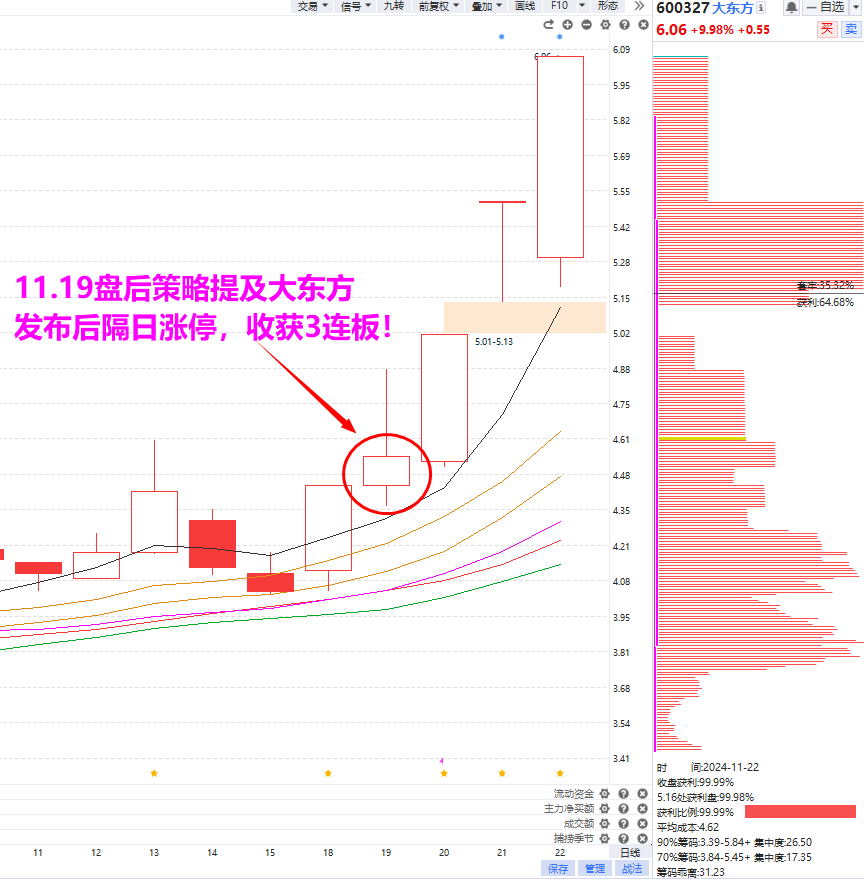 交易 信号 九转 前复权 叠加 画线 F10 形态
600327 大东方 自选
6.06 +9.98% +0.55 买 卖
6.09
5.95
5.82
5.69
5.55
5.42
5.28
5.15
5.02
4.88
4.75
4.61
4.48
4.35
4.21
4.08
3.95
3.81
3.68
3.54
3.41
套牢:35.32%
获利:64.68%
11.19盘后策略提及大东方
发布后隔日涨停，收获3连板！
5.01-5.13
流动资金
主力净买额
成交额
捕捞季节
11 12 13 14 15 18 19 20 21 22 日线
保存 管理 战法
时 间:2024-11-22
收盘获利:99.99%
5.16处获利盘:99.98%
获利比例:99.99%
平均成本:4.62
90%筹码:3.39-5.84+ 集中度:26.50
70%筹码:3.84-5.45+ 集中度:17.35
筹码乖离:31.23